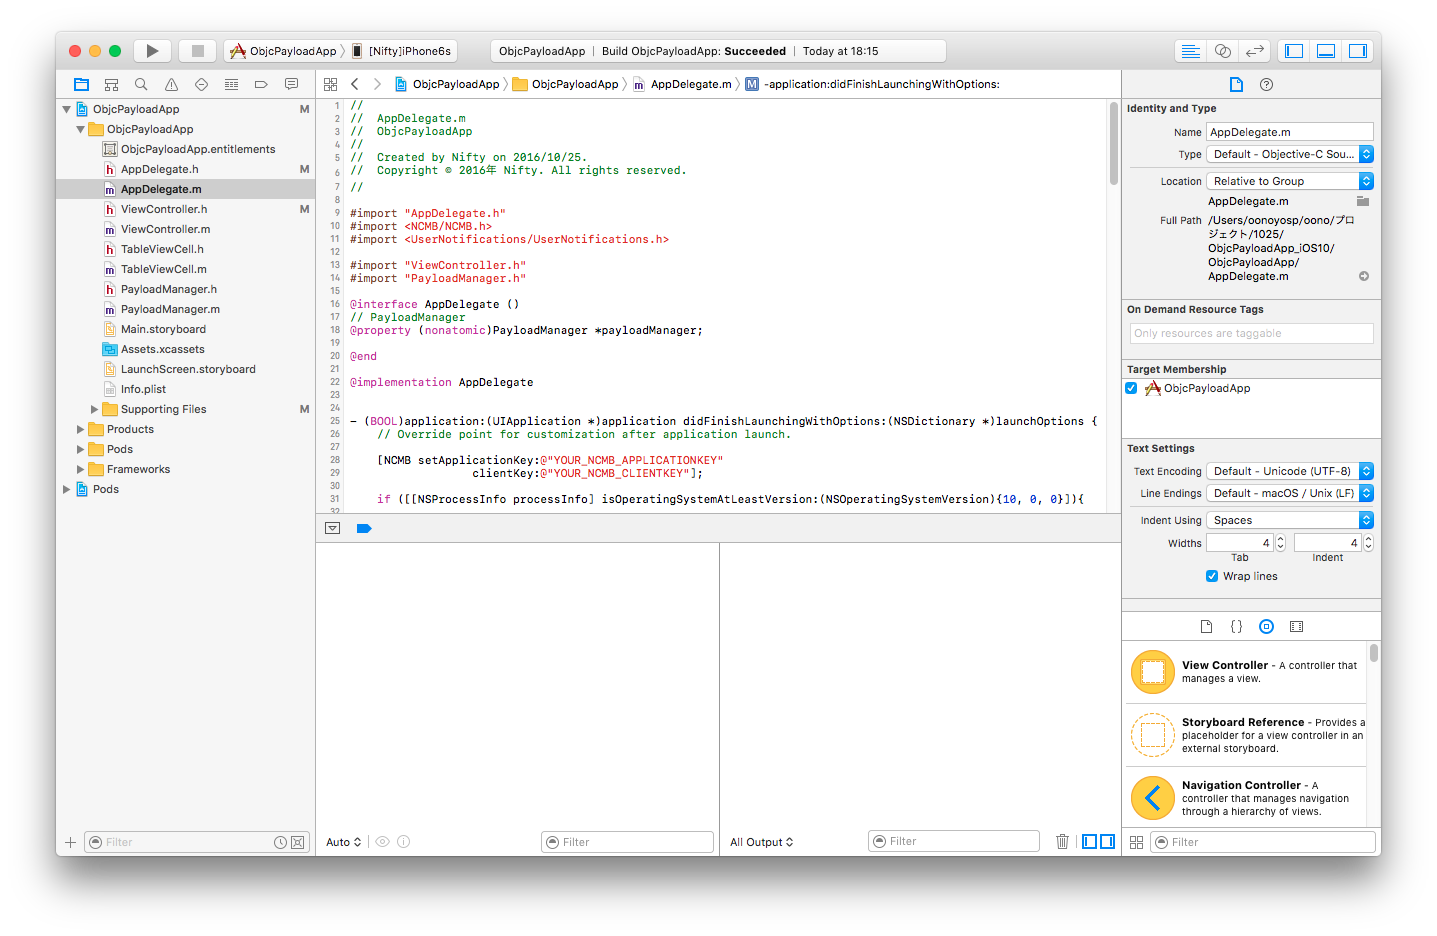 ObjcPayloadApp [Nifty]iPhone6s
ObjcPayloadApp | Build ObjcPayloadApp: Succeeded | Today at 18:15
ObjcPayloadApp M
ObjcPayloadApp
ObjcPayloadApp.entitlements
AppDelegate.h M
AppDelegate.m
ViewController.h M
ViewController.m
TableViewCell.h
TableViewCell.m
PayloadManager.h
PayloadManager.m
Main.storyboard
Assets.xcassets
LaunchScreen.storyboard
Info.plist
Supporting Files M
Products
Pods
Frameworks
Pods
Filter
ObjcPayloadApp ObjcPayloadApp AppDelegate.m M -application:didFinishLaunchingWithOptions:
1 //
2 //  AppDelegate.m
3 //  ObjcPayloadApp
4 //
5 //  Created by Nifty on 2016/10/25.
6 //  Copyright © 2016年 Nifty. All rights reserved.
7 //
8
9 #import "AppDelegate.h"
10 #import <NCMB/NCMB.h>
11 #import <UserNotifications/UserNotifications.h>
12
13 #import "ViewController.h"
14 #import "PayloadManager.h"
15
16 @interface AppDelegate ()
17 // PayloadManager
18 @property (nonatomic)PayloadManager *payloadManager;
19
20 @end
21
22 @implementation AppDelegate
23
24
25 - (BOOL)application:(UIApplication *)application didFinishLaunchingWithOptions:(NSDictionary *)launchOptions {
26     // Override point for customization after application launch.
27
28     [NCMB setApplicationKey:@"YOUR_NCMB_APPLICATIONKEY"
29                   clientKey:@"YOUR_NCMB_CLIENTKEY"];
30
31     if ([[NSProcessInfo processInfo] isOperatingSystemAtLeastVersion:(NSOperatingSystemVersion){10, 0, 0}]){
32
Auto
Filter
All Output
Filter
Identity and Type
Name AppDelegate.m
Type Default - Objective-C Sou...
Location Relative to Group
AppDelegate.m
Full Path /Users/oonoyosp/oono/プロ
ジェクト/1025/
ObjcPayloadApp_iOS10/
ObjcPayloadApp/
AppDelegate.m
On Demand Resource Tags
Only resources are taggable
Target Membership
ObjcPayloadApp
Text Settings
Text Encoding Default - Unicode (UTF-8)
Line Endings Default - macOS / Unix (LF)
Indent Using Spaces
Widths 4 4
Tab Indent
Wrap lines
View Controller - A controller that
manages a view.
Storyboard Reference - Provides a
placeholder for a view controller in an
external storyboard.
Navigation Controller - A
controller that manages navigation
through a hierarchy of views.
Filter